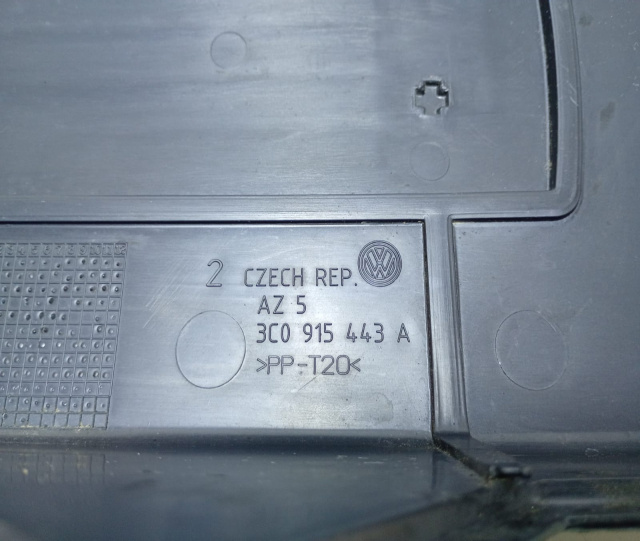 2 CZECH REP.
AZ 5
3C0 915 443 A
>PP-T20<